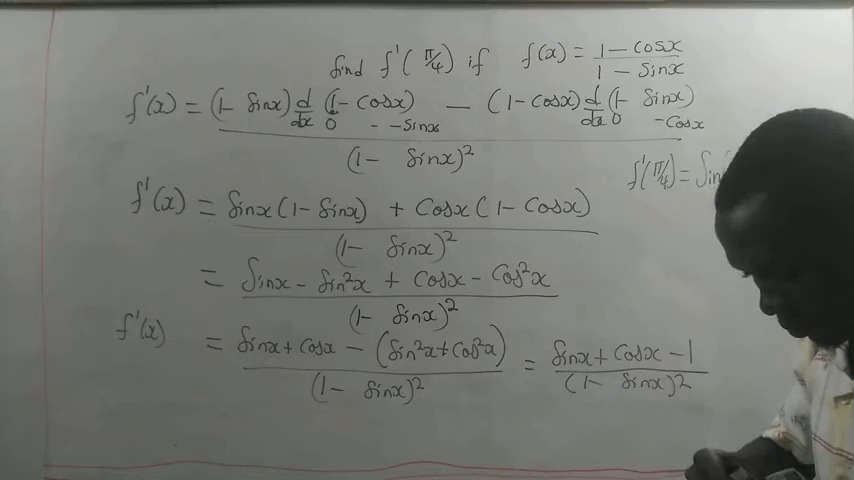 find f'(π/4) if f(x) = (1 - cosx)/(1 - sinx)
f'(x) = ((1 - sinx) d/dx (1 - cosx) - (1 - cosx) d/dx (1 - sinx))/(1 - sinx)²
0 - -sinx 0 - cosx
f'(π/4) = sin
f'(x) = (sinx(1 - sinx) + cosx(1 - cosx))/(1 - sinx)²
= (sinx - sin²x + cosx - cos²x)/(1 - sinx)²
f'(x) = (sinx + cosx - (sin²x + cos²x))/(1 - sinx)² = (sinx + cosx - 1)/(1 - sinx)²